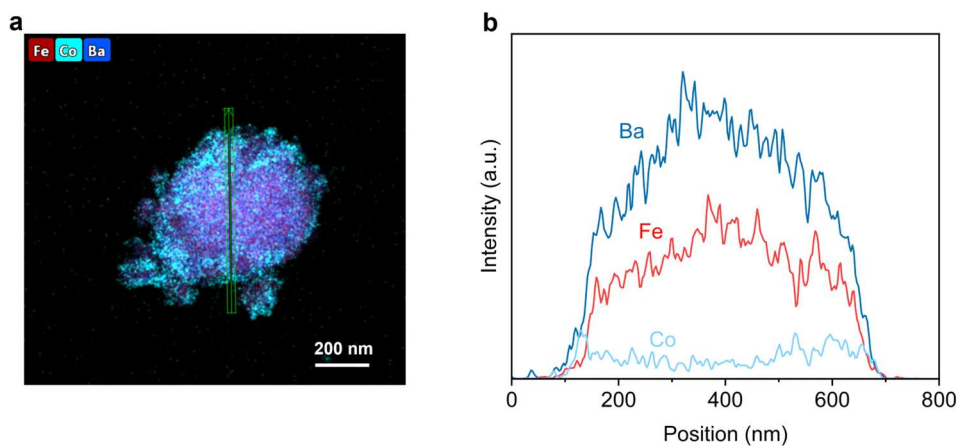 a
Fe Co Ba
200 nm
b
Intensity (a.u.)
Ba
Fe
Co
0 200 400 600 800
Position (nm)